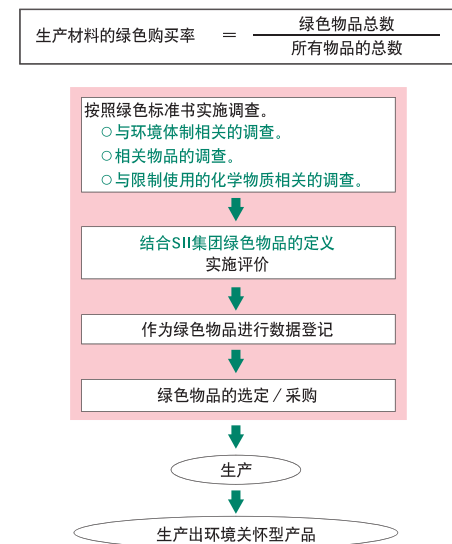 生产材料的绿色购买率 = 绿色物品总数
所有物品的总数
按照绿色标准书实施调查。
○与环境体制相关的调查。
○相关物品的调查。
○与限制使用的化学物质相关的调查。
结合SII集团绿色物品的定义
实施评价
作为绿色物品进行数据登记
绿色物品的选定 / 采购
生产
生产出环境关怀型产品